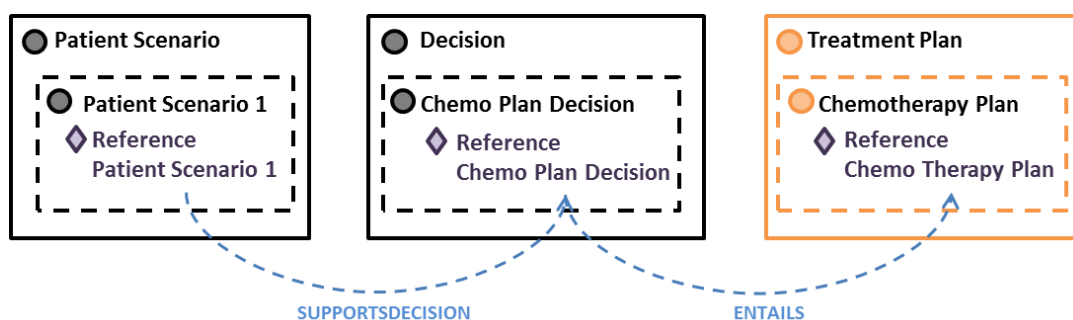 Patient Scenario
Patient Scenario 1
Reference
Patient Scenario 1
Decision
Chemo Plan Decision
Reference
Chemo Plan Decision
Treatment Plan
Chemotherapy Plan
Reference
Chemo Therapy Plan
SUPPORTSDECISION
ENTAILS